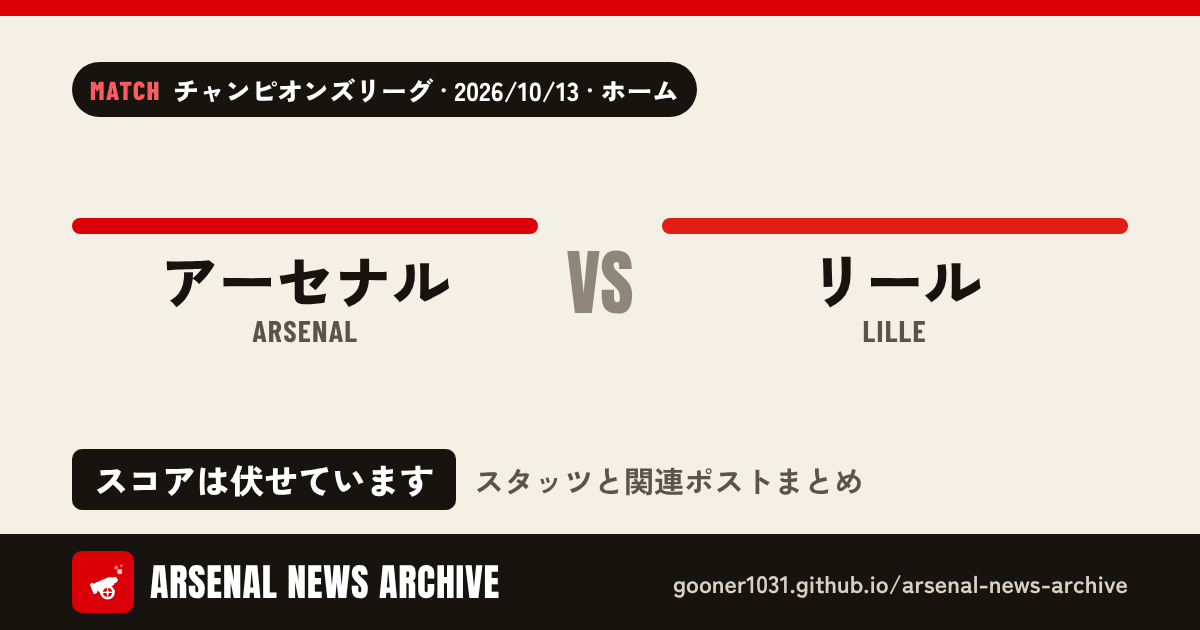 MATCH チャンピオンズリーグ · 2026/10/13 · ホーム
アーセナル VS リール
ARSENAL LILLE
スコアは伏せています スタッツと関連ポストまとめ
ARSENAL NEWS ARCHIVE gooner1031.github.io/arsenal-news-archive